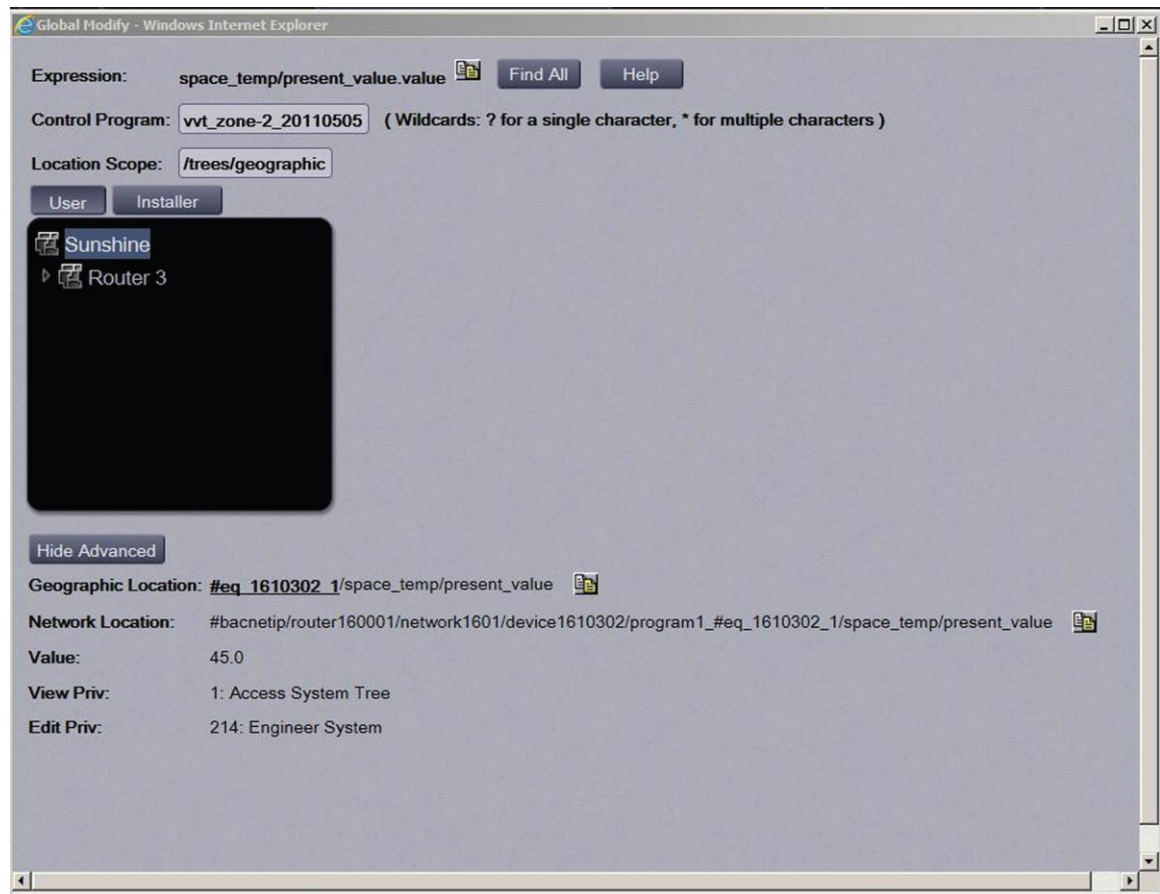 Global Modify - Windows Internet Explorer
Expression: space_temp/present_value.value Find All Help
Control Program: vvt_zone-2_20110505 ( Wildcards: ? for a single character, * for multiple characters )
Location Scope: /trees/geographic
User Installer
Sunshine
Router 3
Hide Advanced
Geographic Location: #eq_1610302_1/space_temp/present_value
Network Location: #bacnetip/router160001/network1601/device1610302/program1_#eq_1610302_1/space_temp/present_value
Value: 45.0
View Priv: 1: Access System Tree
Edit Priv: 214: Engineer System